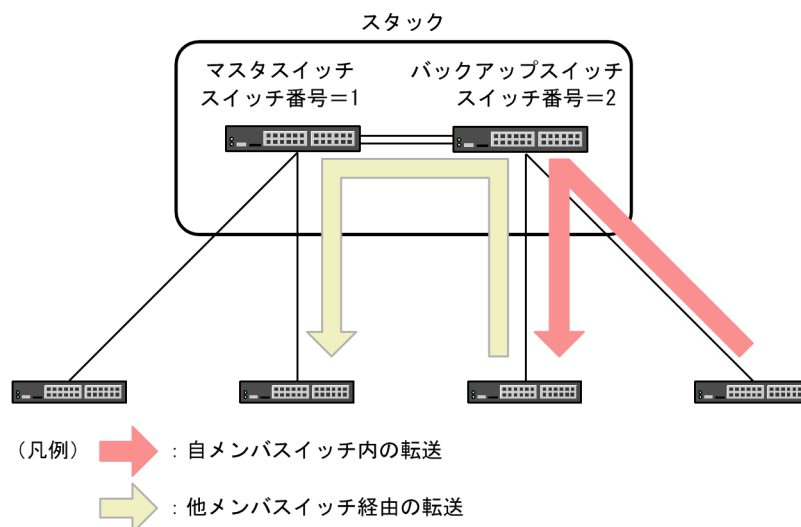 スタック
マスタスイッチ
スイッチ番号=1
バックアップスイッチ
スイッチ番号=2
(凡例)
:自メンバスイッチ内の転送
:他メンバスイッチ経由の転送